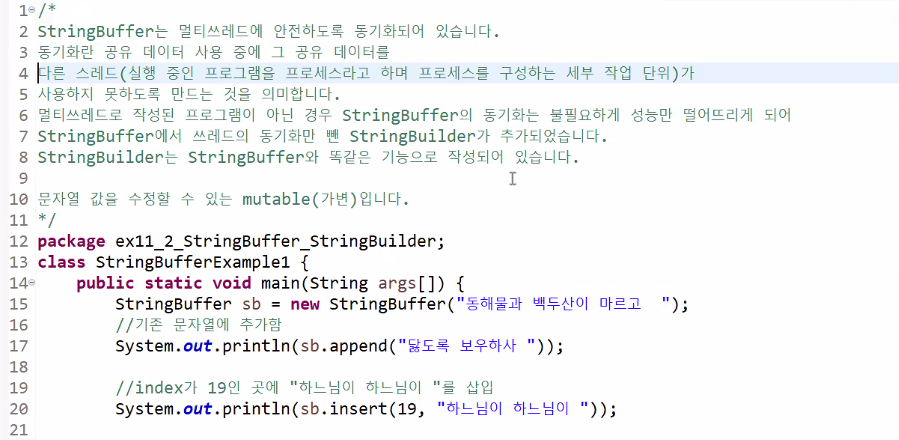 1 /*
2 StringBuffer는 멀티쓰레드에 안전하도록 동기화되어 있습니다.
3 동기화란 공유 데이터 사용 중에 그 공유 데이터를
4 다른 스레드(실행 중인 프로그램을 프로세스라고 하며 프로세스를 구성하는 세부 작업 단위)가
5 사용하지 못하도록 만드는 것을 의미합니다.
6 멀티쓰레드로 작성된 프로그램이 아닌 경우 StringBuffer의 동기화는 불필요하게 성능만 떨어뜨리게 되어
7 StringBuffer에서 쓰레드의 동기화만 뺀 StringBuilder가 추가되었습니다.
8 StringBuilder는 StringBuffer와 똑같은 기능으로 작성되어 있습니다.
9
10 문자열 값을 수정할 수 있는 mutable(가변)입니다.
11 */
12 package ex11_2_StringBuffer_StringBuilder;
13 class StringBufferExample1 {
14     public static void main(String args[]) {
15         StringBuffer sb = new StringBuffer("동해물과 백두산이 마르고  ");
16         //기존 문자열에 추가함
17         System.out.println(sb.append("닳도록 보우하사 "));
18
19         //index가 19인 곳에 "하느님이 하느님이 "를 삽입
20         System.out.println(sb.insert(19, "하느님이 하느님이 "));
21